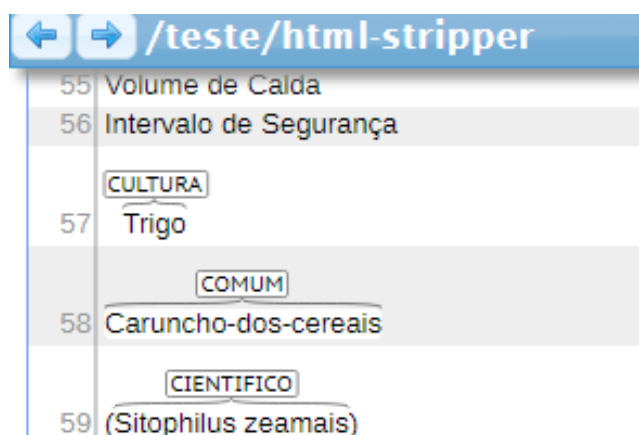 /teste/html-stripper
55 Volume de Calda
56 Intervalo de Segurança
CULTURA
57 Trigo
COMUM
58 Caruncho-dos-cereais
CIENTIFICO
59 (Sitophilus zeamais)